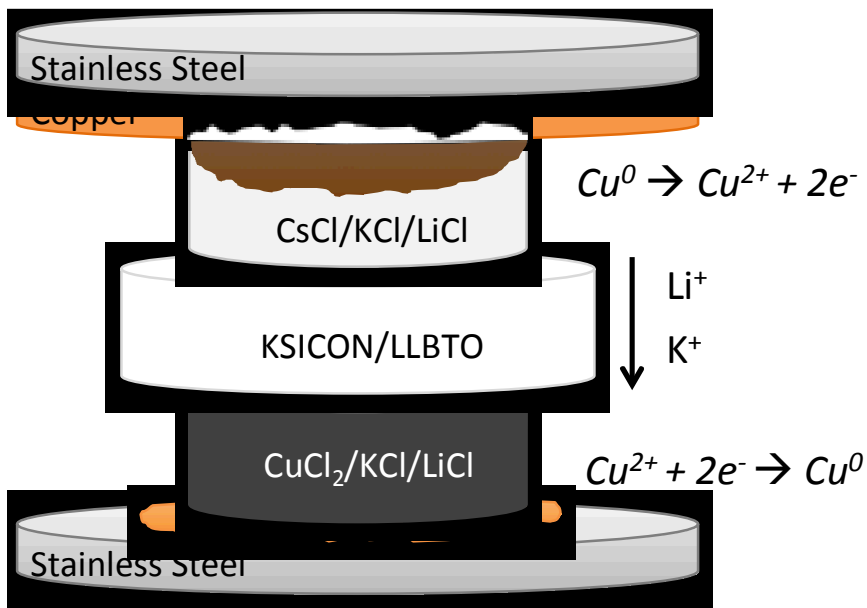 Stainless Steel
Copper
Cu⁰ → Cu²⁺ + 2e⁻
CsCl/KCl/LiCl
Li⁺
KSICON/LLBTO
K⁺
CuCl₂/KCl/LiCl
Cu²⁺ + 2e⁻ → Cu⁰
Stainless Steel